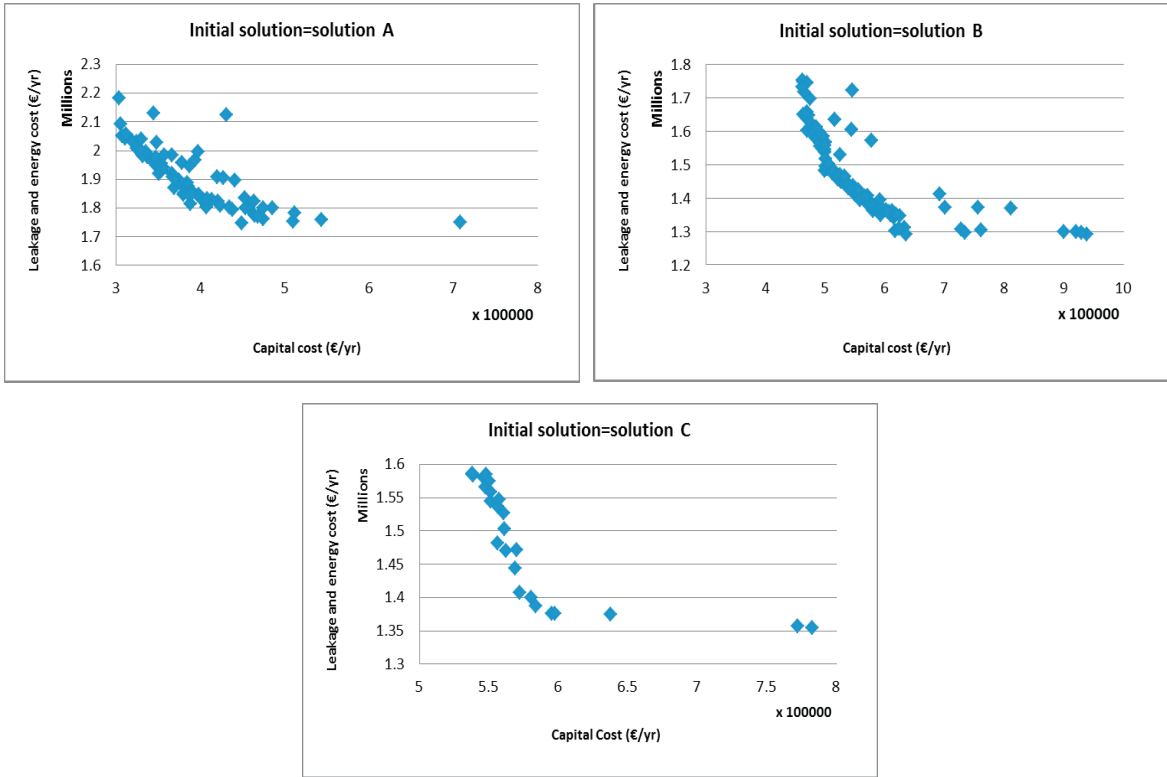 Initial solution=solution A
Leakage and energy cost (€/yr)
Millions
2.3
2.2
2.1
2
1.9
1.8
1.7
1.6
3 4 5 6 7 8
x 100000
Capital cost (€/yr)
Initial solution=solution B
Leakage and energy cost (€/yr)
Millions
1.8
1.7
1.6
1.5
1.4
1.3
1.2
3 4 5 6 7 8 9 10
x 100000
Capital cost (€/yr)
Initial solution=solution C
Leakage and energy cost (€/yr)
Millions
1.6
1.55
1.5
1.45
1.4
1.35
1.3
5 5.5 6 6.5 7 7.5 8
x 100000
Capital Cost (€/yr)